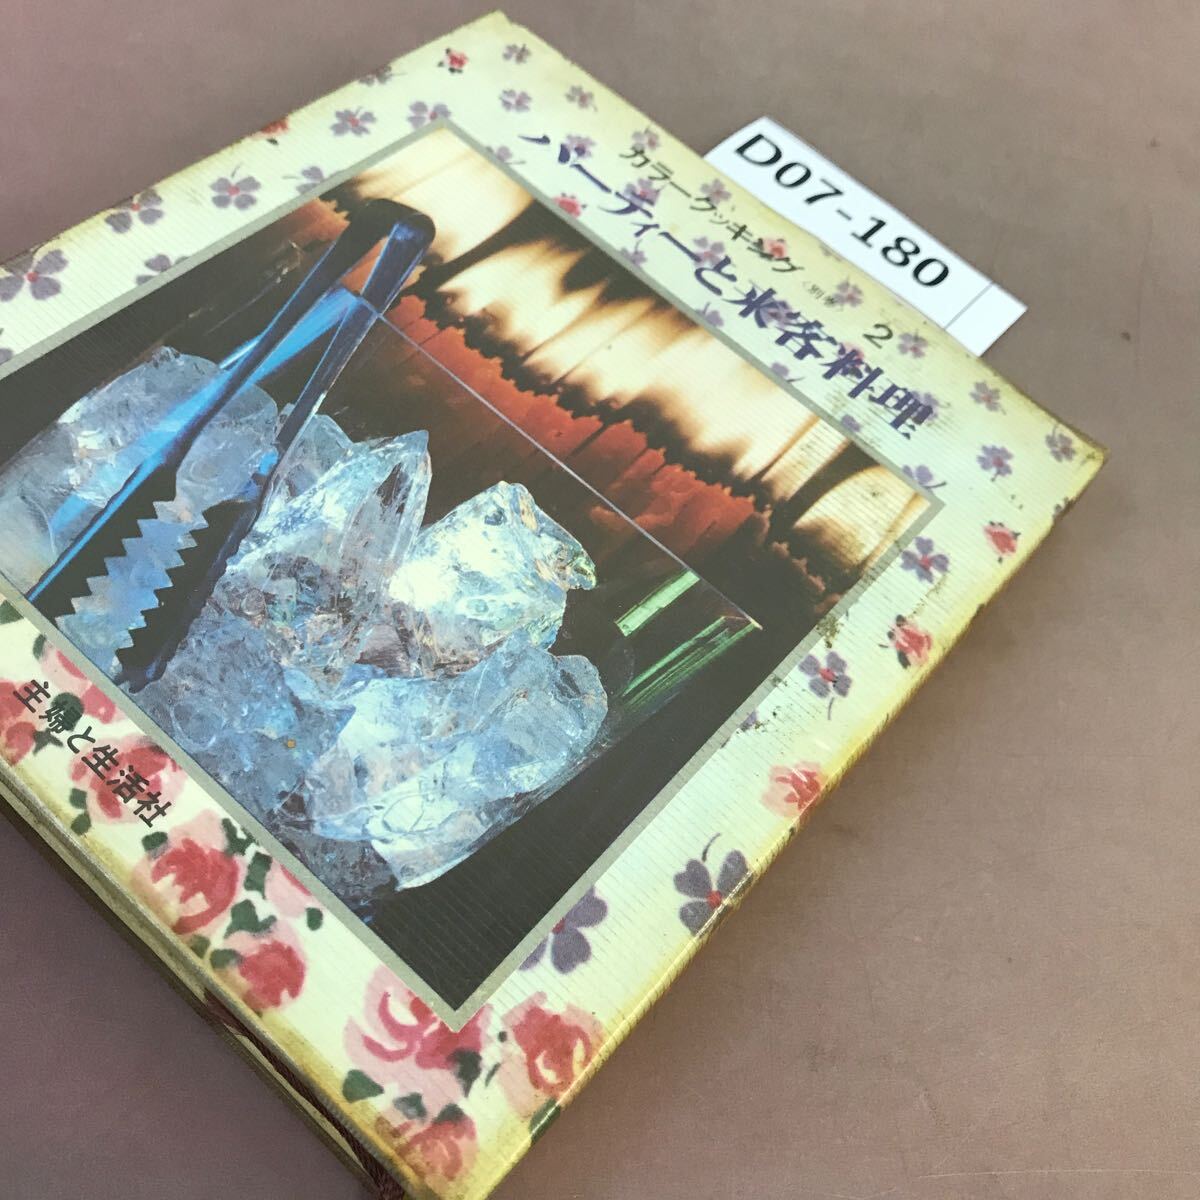 D07-180
カラークッキング〈別巻〉2
パーティーと来客料理
主婦と生活社